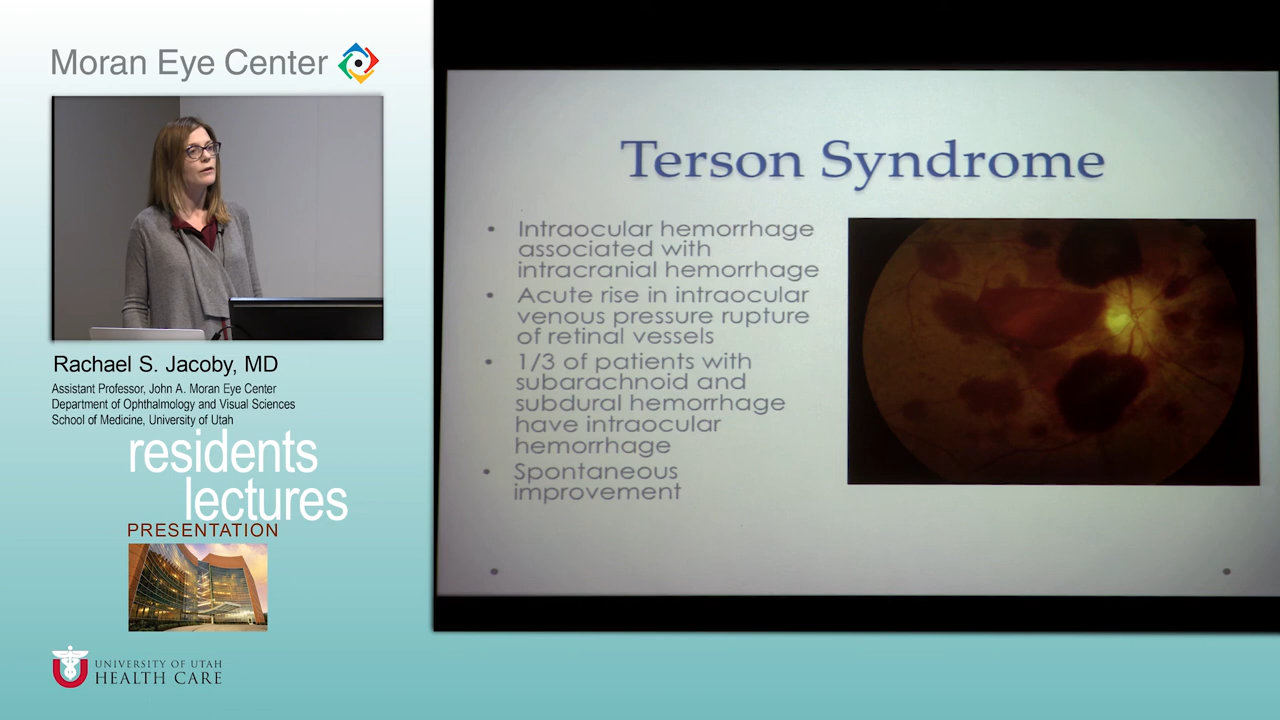 Moran Eye Center
Rachael S. Jacoby, MD
Assistant Professor, John A. Moran Eye Center
Department of Ophthalmology and Visual Sciences
School of Medicine, University of Utah
residents
lectures
PRESENTATION
UNIVERSITY OF UTAH
HEALTH CARE
Terson Syndrome
• Intraocular hemorrhage
associated with
intracranial hemorrhage
• Acute rise in intraocular
venous pressure rupture
of retinal vessels
• 1/3 of patients with
subarachnoid and
subdural hemorrhage
have intraocular
hemorrhage
• Spontaneous
improvement